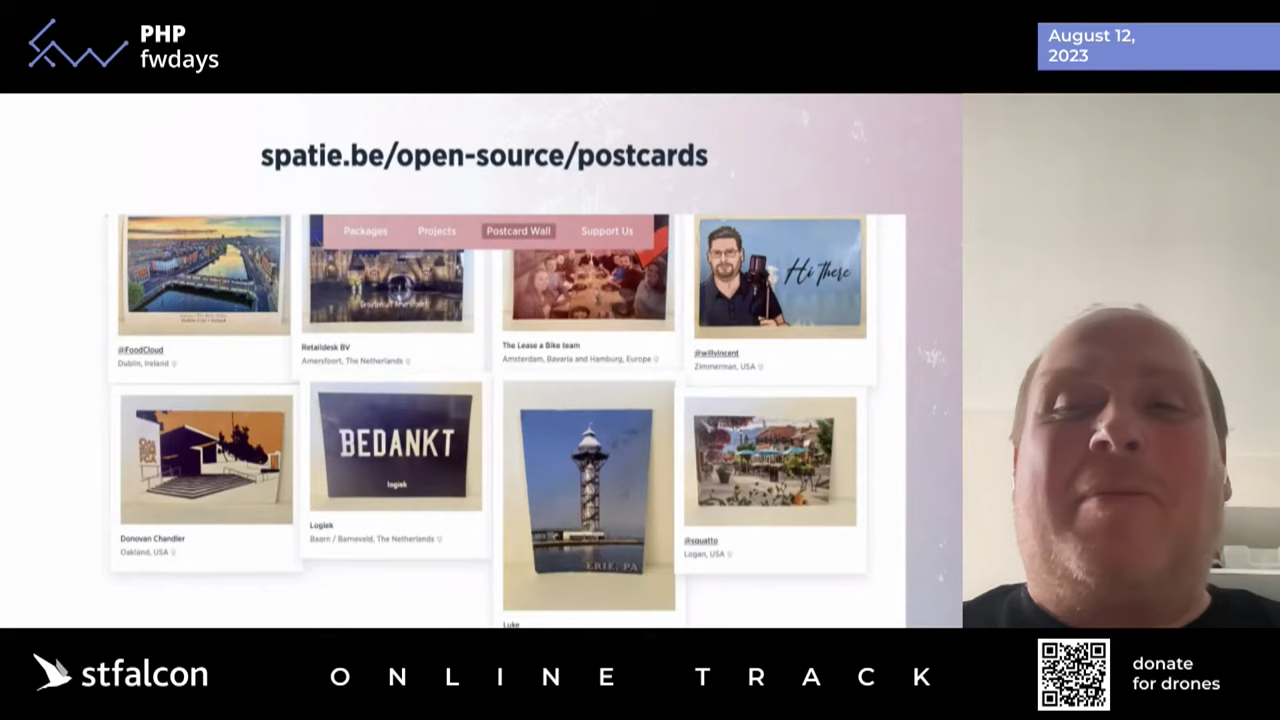 PHP
fwdays
August 12,
2023
spatie.be/open-source/postcards
Packages Projects Postcard Wall Support Us
Hi there
@FoodCloud
Dublin, Ireland
Retaildesk BV
Amersfoort, The Netherlands
The Lease a Bike team
Amsterdam, Bavaria and Hamburg, Europe
@willvincent
Zimmerman, USA
BEDANKT
logiek
ERIE, PA
Donovan Chandler
Oakland, USA
Logiek
Baarn / Barneveld, The Netherlands
@squatto
Logan, USA
Luke
stfalcon
ONLINE TRACK
donate
for drones